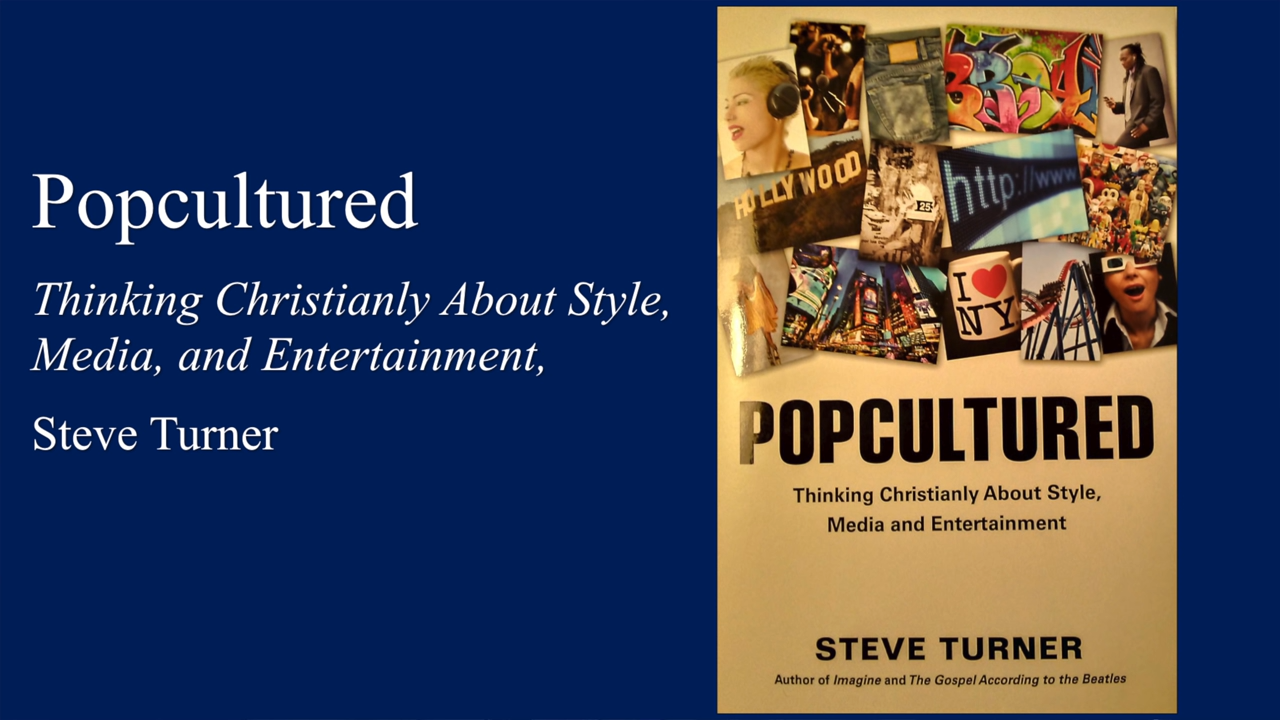 Popcultured
Thinking Christianly About Style,
Media, and Entertainment,
Steve Turner
HOLLYWOOD
25
http://www
I ❤ NY
POPCULTURED
Thinking Christianly About Style,
Media and Entertainment
STEVE TURNER
Author of Imagine and The Gospel According to the Beatles